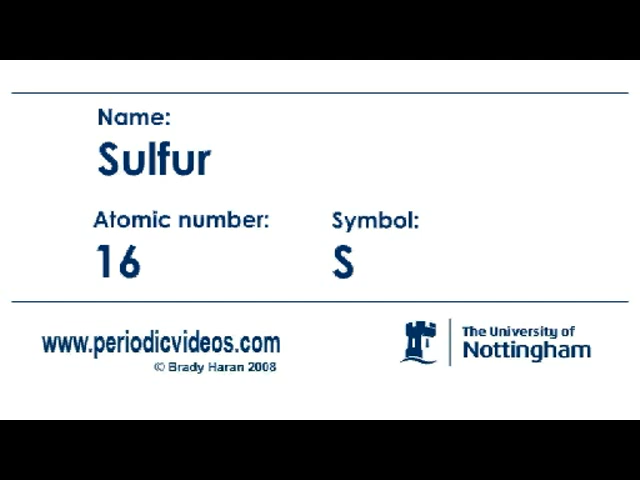 Name:
Sulfur
Atomic number:
16
Symbol:
S
www.periodicvideos.com
© Brady Haran 2008
The University of
Nottingham